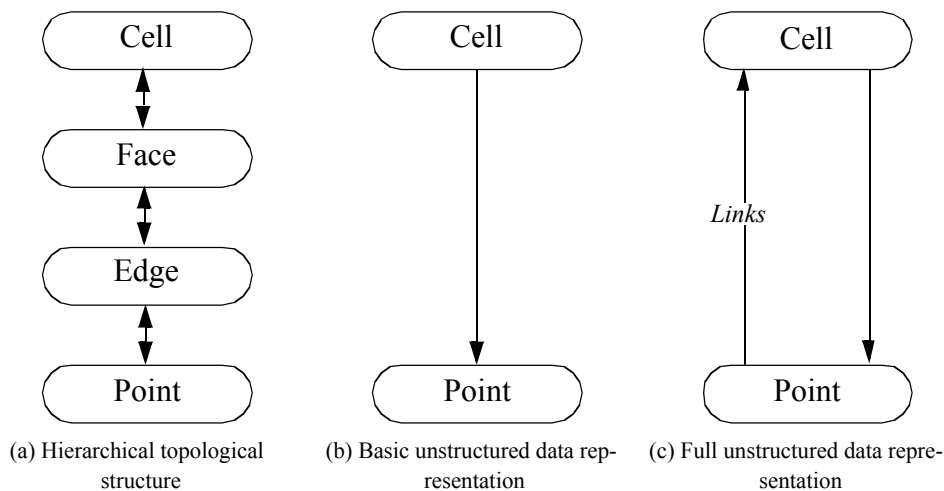 Cell
Face
Edge
Point
(a) Hierarchical topological
structure
Cell
Point
(b) Basic unstructured data rep-
resentation
Cell
Links
Point
(c) Full unstructured data repre-
sentation